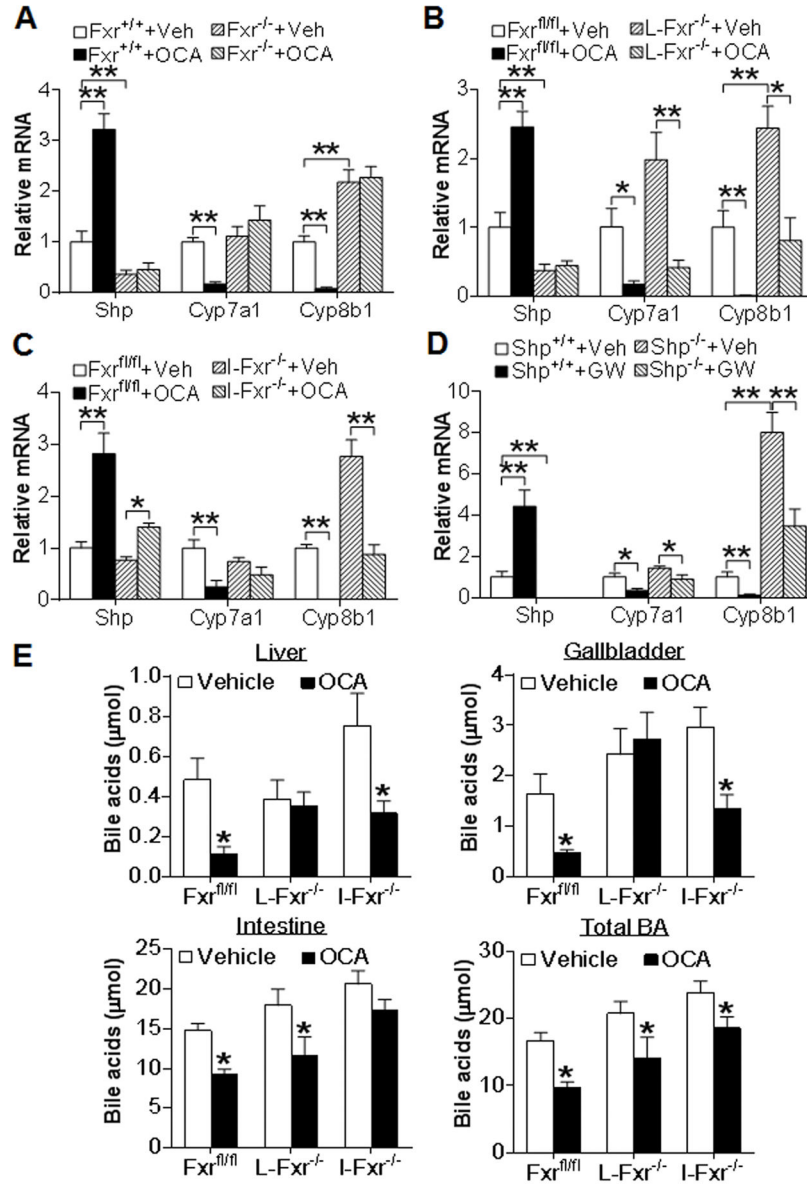 A
Fxr+/++Veh Fxr-/-+Veh
Fxr+/++OCA Fxr-/-+OCA
Relative mRNA
4
3
2
1
0
** ** ** ** **
Shp Cyp7a1 Cyp8b1
B
Frxfl/fl+Veh L-Fxr-/-+Veh
Fxrfl/fl+OCA L-Fxr-/-+OCA
Relative mRNA
3
2
1
0
** ** * ** ** ** *
Shp Cyp7a1 Cyp8b1
C
Fxrfl/fl+Veh I-Fxr-/-+Veh
Fxrfl/fl+OCA I-Fxr-/-+OCA
Relative mRNA
4
3
2
1
0
** * ** ** **
Shp Cyp7a1 Cyp8b1
D
Shp+/++Veh Shp-/-+Veh
Shp+/++GW Shp-/-+GW
Relative mRNA
10
8
6
4
2
0
** ** * * ** ** **
Shp Cyp7a1 Cyp8b1
E
Liver
Vehicle OCA
Bile acids (μmol)
0.8
0.6
0.4
0.2
0.0
* *
Fxrfl/fl L-Fxr-/- I-Fxr-/-
Gallbladder
Vehicle OCA
Bile acids (μmol)
4
3
2
1
0
* *
Fxrfl/fl L-Fxr-/- I-Fxr-/-
Intestine
Vehicle OCA
Bile acids (μmol)
25
20
15
10
5
0
* *
Fxrfl/fl L-Fxr-/- I-Fxr-/-
Total BA
Vehicle OCA
Bile acids (μmol)
30
20
10
0
* * *
Fxrfl/fl L-Fxr-/- I-Fxr-/-